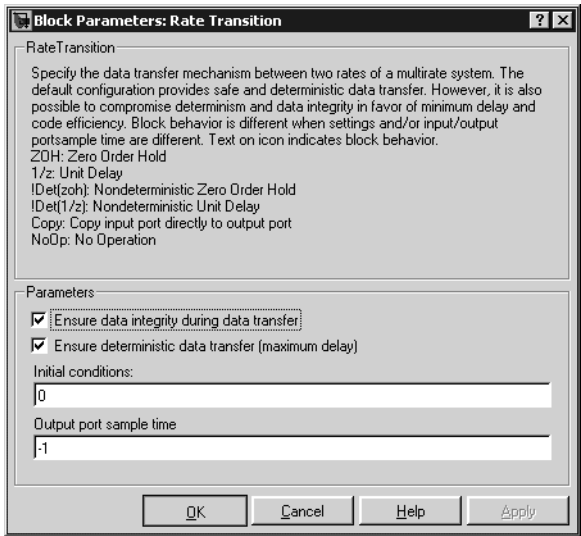 Block Parameters: Rate Transition
RateTransition
Specify the data transfer mechanism between two rates of a multirate system. The
default configuration provides safe and deterministic data transfer. However, it is also
possible to compromise determinism and data integrity in favor of minimum delay and
code efficiency. Block behavior is different when settings and/or input/output
portsample time are different. Text on icon indicates block behavior.
ZOH: Zero Order Hold
1/z: Unit Delay
!Det(zoh): Nondeterministic Zero Order Hold
!Det(1/z): Nondeterministic Unit Delay
Copy: Copy input port directly to output port
NoOp: No Operation
Parameters
Ensure data integrity during data transfer
Ensure deterministic data transfer (maximum delay)
Initial conditions:
0
Output port sample time
-1
OK Cancel Help Apply